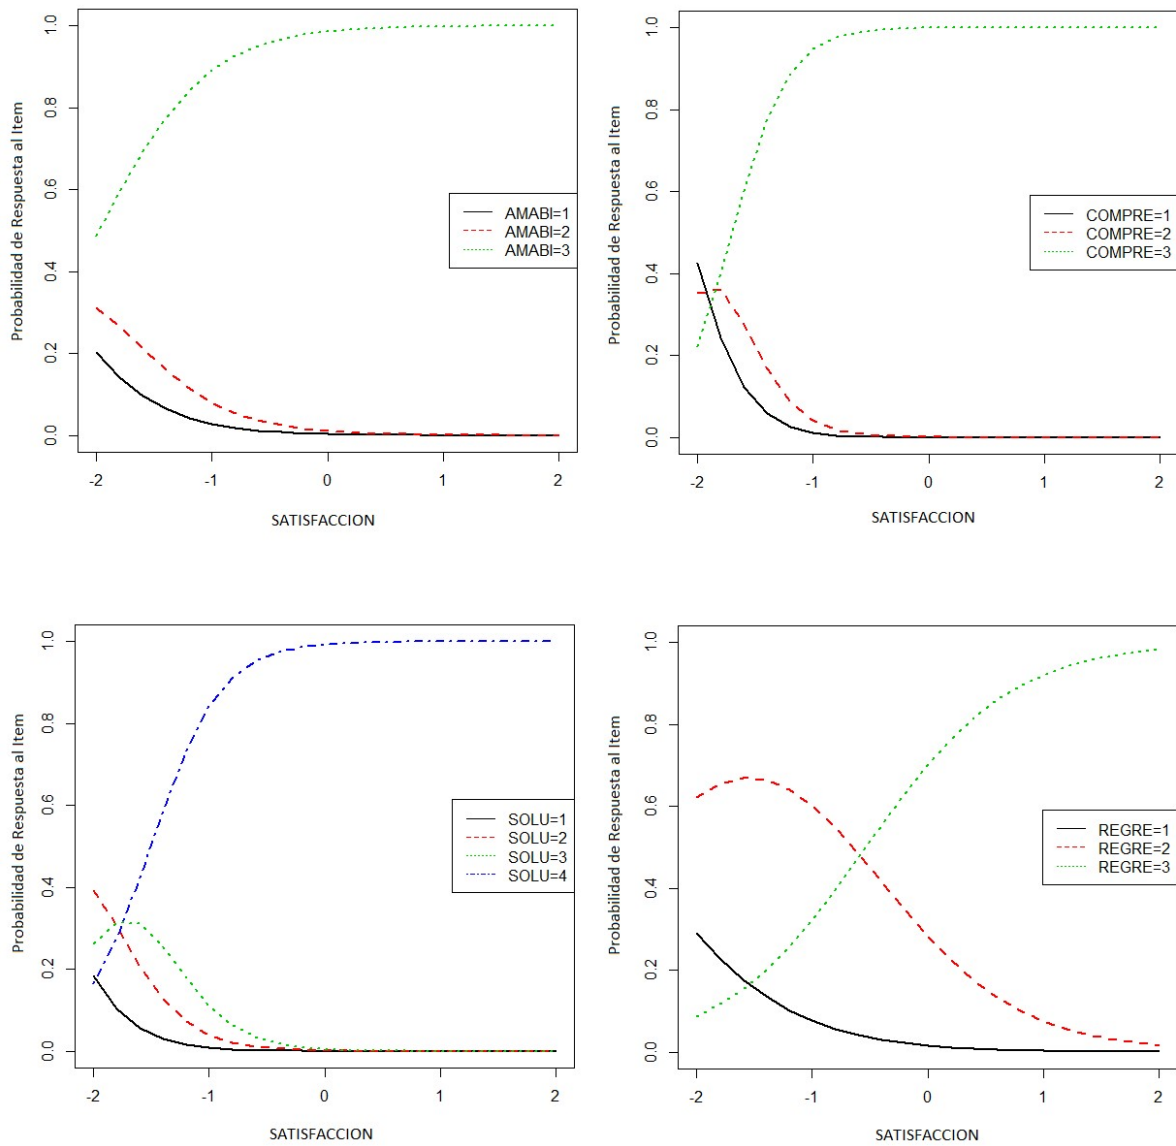 Probabilidad de Respuesta al Item
1.0
0.8
0.6
0.4
0.2
0.0
AMABI=1
AMABI=2
AMABI=3
-2 -1 0 1 2
SATISFACCION
Probabilidad de Respuesta al Item
1.0
0.8
0.6
0.4
0.2
0.0
COMPRE=1
COMPRE=2
COMPRE=3
-2 -1 0 1 2
SATISFACCION
Probabilidad de Respuesta al Item
1.0
0.8
0.6
0.4
0.2
0.0
SOLU=1
SOLU=2
SOLU=3
SOLU=4
-2 -1 0 1 2
SATISFACCION
Probabilidad de Respuesta al Item
1.0
0.8
0.6
0.4
0.2
0.0
REGRE=1
REGRE=2
REGRE=3
-2 -1 0 1 2
SATISFACCION